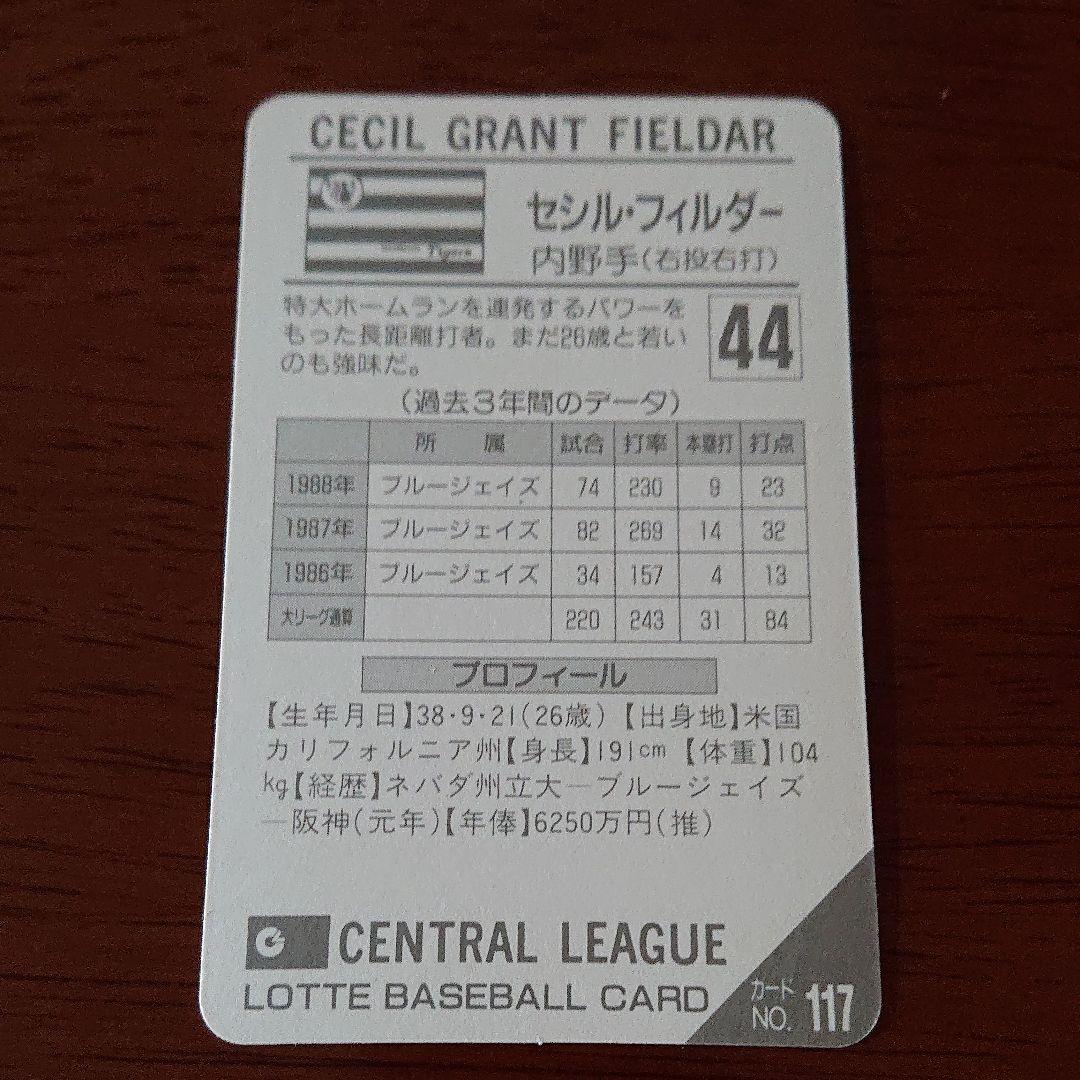 CECIL GRANT FIELDAR
Tigers
セシル・フィルダー
内野手(右投右打)
特大ホームランを連発するパワーを
もった長距離打者。まだ26歳と若い
のも強味だ。
44
(過去3年間のデータ)
所 属 試合 打率 本塁打 打点
1988年 ブルージェイズ 74 230 9 23
1987年 ブルージェイズ 82 269 14 32
1986年 ブルージェイズ 34 157 4 13
大リーグ通算 220 243 31 84
プロフィール
【生年月日】38・9・21(26歳)【出身地】米国
カリフォルニア州【身長】191cm【体重】104
kg【経歴】ネバダ州立大―ブルージェイズ
―阪神(元年)【年俸】6250万円(推)
CENTRAL LEAGUE
LOTTE BASEBALL CARD
カード
NO. 117